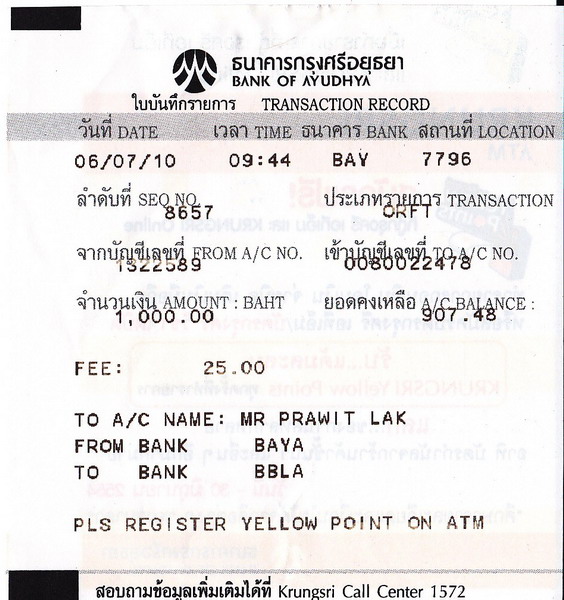 ธนาคารกรุงศรีอยุธยา
BANK OF AYUDHYA
ใบบันทึกรายการ TRANSACTION RECORD
วันที่ DATE เวลา TIME ธนาคาร BANK สถานที่ LOCATION
06/07/10 09:44 BAY 7796
ลำดับที่ SEQ NO. ประเภทรายการ TRANSACTION
8657 ORFT
จากบัญชีเลขที่ FROM A/C NO. เข้าบัญชีเลขที่ TO A/C NO.
1322589 0080022478
จำนวนเงิน AMOUNT : BAHT ยอดคงเหลือ A/C BALANCE :
1,000.00 907.48
FEE: 25.00
TO A/C NAME: MR PRAWIT LAK
FROM BANK BAYA
TO BANK BBLA
PLS REGISTER YELLOW POINT ON ATM
สอบถามข้อมูลเพิ่มเติมได้ที่ Krungsri Call Center 1572